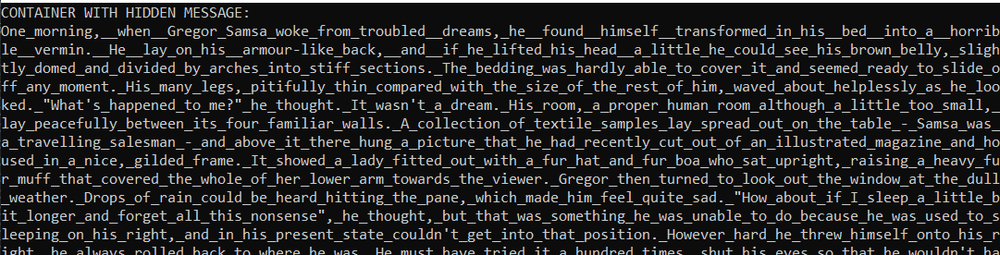 CONTAINER WITH HIDDEN MESSAGE:
One_morning,__when__Gregor_Samsa_woke_from_troubled__dreams,_he__found__himself__transformed_in_his__bed__into_a__horrib
le__vermin.__He__lay_on_his__armour-like_back,__and__if_he_lifted_his_head__a_little_he_could_see_his_brown_belly,_sligh
tly_domed_and_divided_by_arches_into_stiff_sections._The_bedding_was_hardly_able_to_cover_it_and_seemed_ready_to_slide_o
ff_any_moment._His_many_legs,_pitifully_thin_compared_with_the_size_of_the_rest_of_him,_waved_about_helplessly_as_he_loo
ked._"What's_happened_to_me?"_he_thought._It_wasn't_a_dream._His_room,_a_proper_human_room_although_a_little_too_small,_
lay_peacefully_between_its_four_familiar_walls._A_collection_of_textile_samples_lay_spread_out_on_the_table_-_Samsa_was_
a_travelling_salesman_-_and_above_it_there_hung_a_picture_that_he_had_recently_cut_out_of_an_illustrated_magazine_and_ho
used_in_a_nice,_gilded_frame._It_showed_a_lady_fitted_out_with_a_fur_hat_and_fur_boa_who_sat_upright,_raising_a_heavy_fu
r_muff_that_covered_the_whole_of_her_lower_arm_towards_the_viewer._Gregor_then_turned_to_look_out_the_window_at_the_dull
_weather._Drops_of_rain_could_be_heard_hitting_the_pane,_which_made_him_feel_quite_sad._"How_about_if_I_sleep_a_little_b
it_longer_and_forget_all_this_nonsense",_he_thought,_but_that_was_something_he_was_unable_to_do_because_he_was_used_to_s
leeping_on_his_right,_and_in_his_present_state_couldn't_get_into_that_position._However_hard_he_threw_himself_onto_his_r
ight,_he_always_rolled_back_to_where_he_was._He_must_have_tried_it_a_hundred_times,_shut_his_eyes_so_that_he_wouldn't_ha